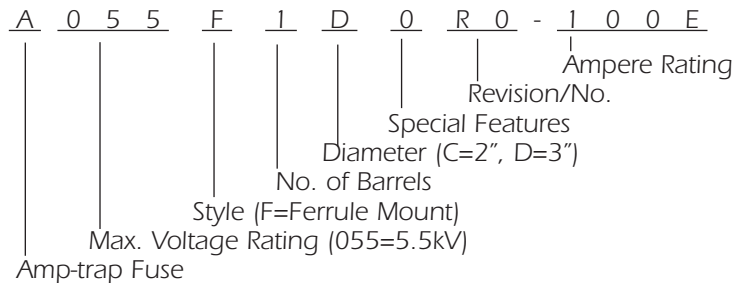 A 0 5 5 F 1 D 0 R 0 - 1 0 0 E
Ampere Rating
Revision/No.
Special Features
Diameter (C=2”, D=3”)
No. of Barrels
Style (F=Ferrule Mount)
Max. Voltage Rating (055=5.5kV)
Amp-trap Fuse